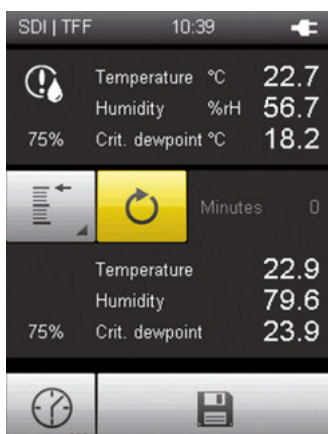 SDI | TFF 10:39
Temperature °C 22.7
Humidity %rH 56.7
75% Crit. dewpoint °C 18.2
Minutes 0
Temperature 22.9
Humidity 79.6
75% Crit. dewpoint 23.9